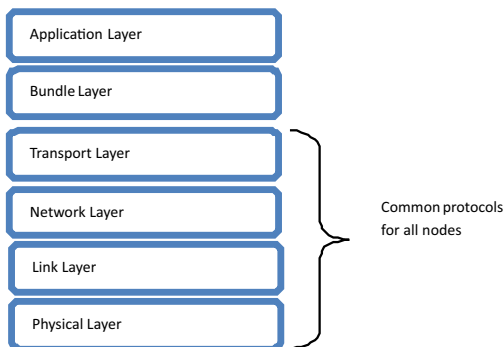 Application Layer
Bundle Layer
Transport Layer
Network Layer
Link Layer
Physical Layer
Common protocols
for all nodes